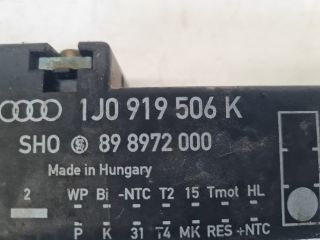 1J0 919 506 K
SHO 89 8972 000
Made in Hungary
2 WP Bi -NTC T2 15 Tmot HL
P K 31 T4 MK RES +NTC